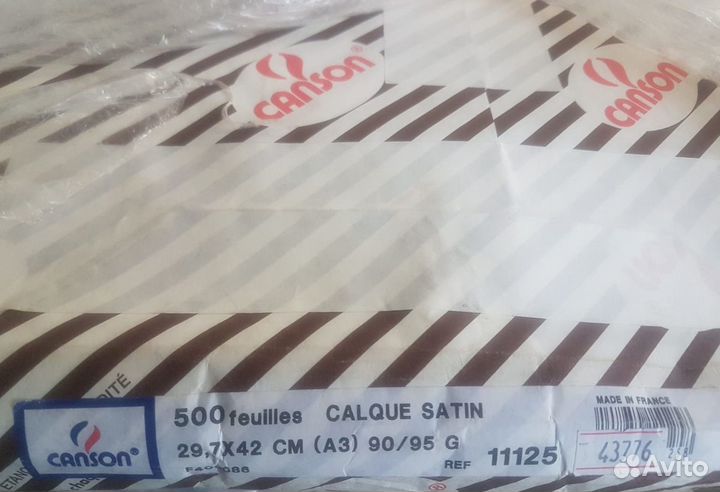 CANSON®
CANSON
500 feuilles CALQUE SATIN
29,7X42 CM (A3) 90/95 G
REF 11125
MADE IN FRANCE
43776
CANSON®
Avito